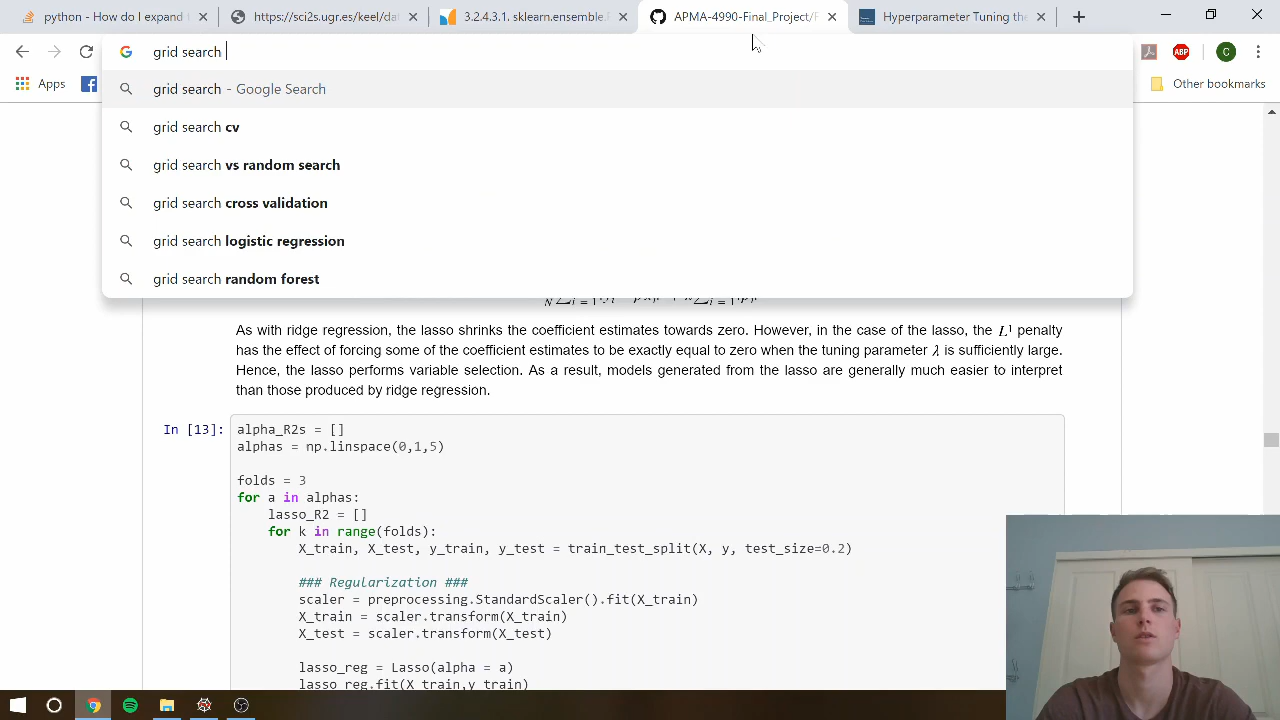 python - How do I expand t
https://sci2s.ugr.es/keel/dat
3.2.4.3.1. sklearn.ensemble.
APMA-4990-Final_Project/F
Hyperparameter Tuning the
grid search
ABP
C
Apps
Other bookmarks
grid search - Google Search
grid search cv
grid search vs random search
grid search cross validation
grid search logistic regression
grid search random forest
As with ridge regression, the lasso shrinks the coefficient estimates towards zero. However, in the case of the lasso, the L¹ penalty
has the effect of forcing some of the coefficient estimates to be exactly equal to zero when the tuning parameter λ is sufficiently large.
Hence, the lasso performs variable selection. As a result, models generated from the lasso are generally much easier to interpret
than those produced by ridge regression.
In [13]: alpha_R2s = []
alphas = np.linspace(0,1,5)
folds = 3
for a in alphas:
lasso_R2 = []
for k in range(folds):
X_train, X_test, y_train, y_test = train_test_split(X, y, test_size=0.2)
### Regularization ###
scaler = preprocessing.StandardScaler().fit(X_train)
X_train = scaler.transform(X_train)
X_test = scaler.transform(X_test)
lasso_reg = Lasso(alpha = a)
lasso_reg.fit(X_train,y_train)